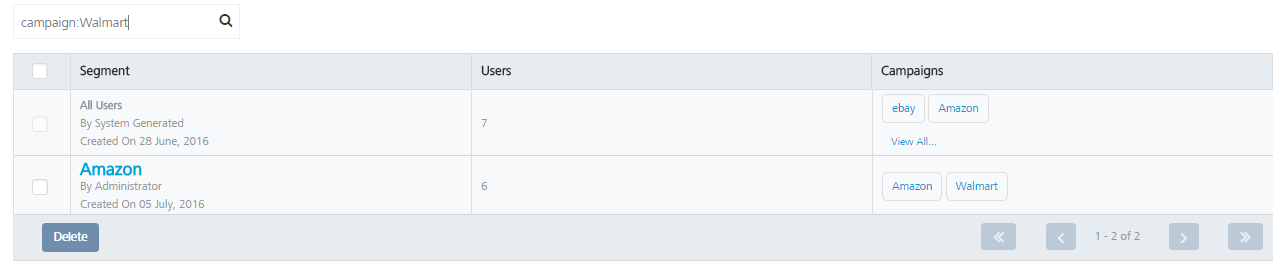 campaign:Walmart
Segment Users Campaigns
All Users
By System Generated
Created On 28 June, 2016
7
ebay Amazon
View All...
Amazon
By Administrator
Created On 05 July, 2016
6
Amazon Walmart
Delete
1 - 2 of 2